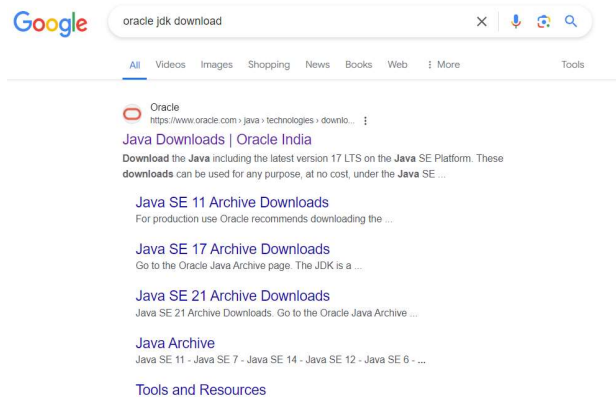 Google
oracle jdk download
All Videos Images Shopping News Books Web ⋮ More Tools
Oracle
https://www.oracle.com › java › technologies › downlo... ⋮
Java Downloads | Oracle India
Download the Java including the latest version 17 LTS on the Java SE Platform. These
downloads can be used for any purpose, at no cost, under the Java SE ...
Java SE 11 Archive Downloads
For production use Oracle recommends downloading the ...
Java SE 17 Archive Downloads
Go to the Oracle Java Archive page. The JDK is a ...
Java SE 21 Archive Downloads
Java SE 21 Archive Downloads. Go to the Oracle Java Archive ...
Java Archive
Java SE 11 - Java SE 7 - Java SE 14 - Java SE 12 - Java SE 6 - ...
Tools and Resources